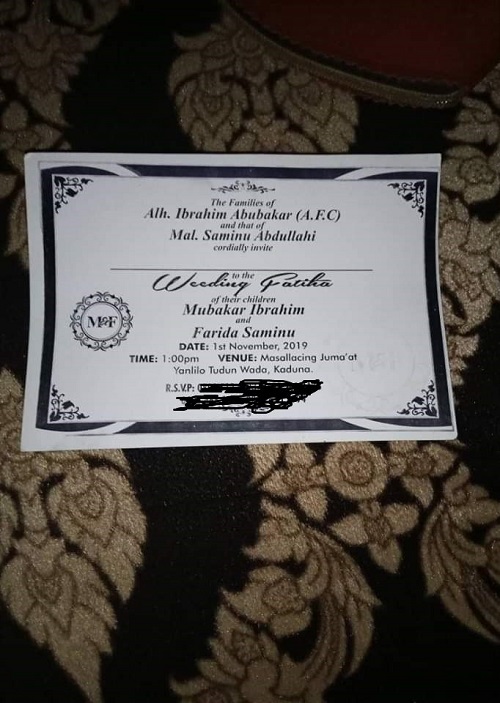 The Families of
Alh. Ibrahim Abubakar (A.F.C)
and that of
Mal. Saminu Abdullahi
cordially invite
to the
Weeding Fatiha
of their children
Mubakar Ibrahim
and
Farida Saminu
M&F
DATE: 1st November, 2019
TIME: 1:00pm VENUE: Masallacing Juma'at
Yanlilo Tudun Wada, Kaduna.
R.S.V.P: